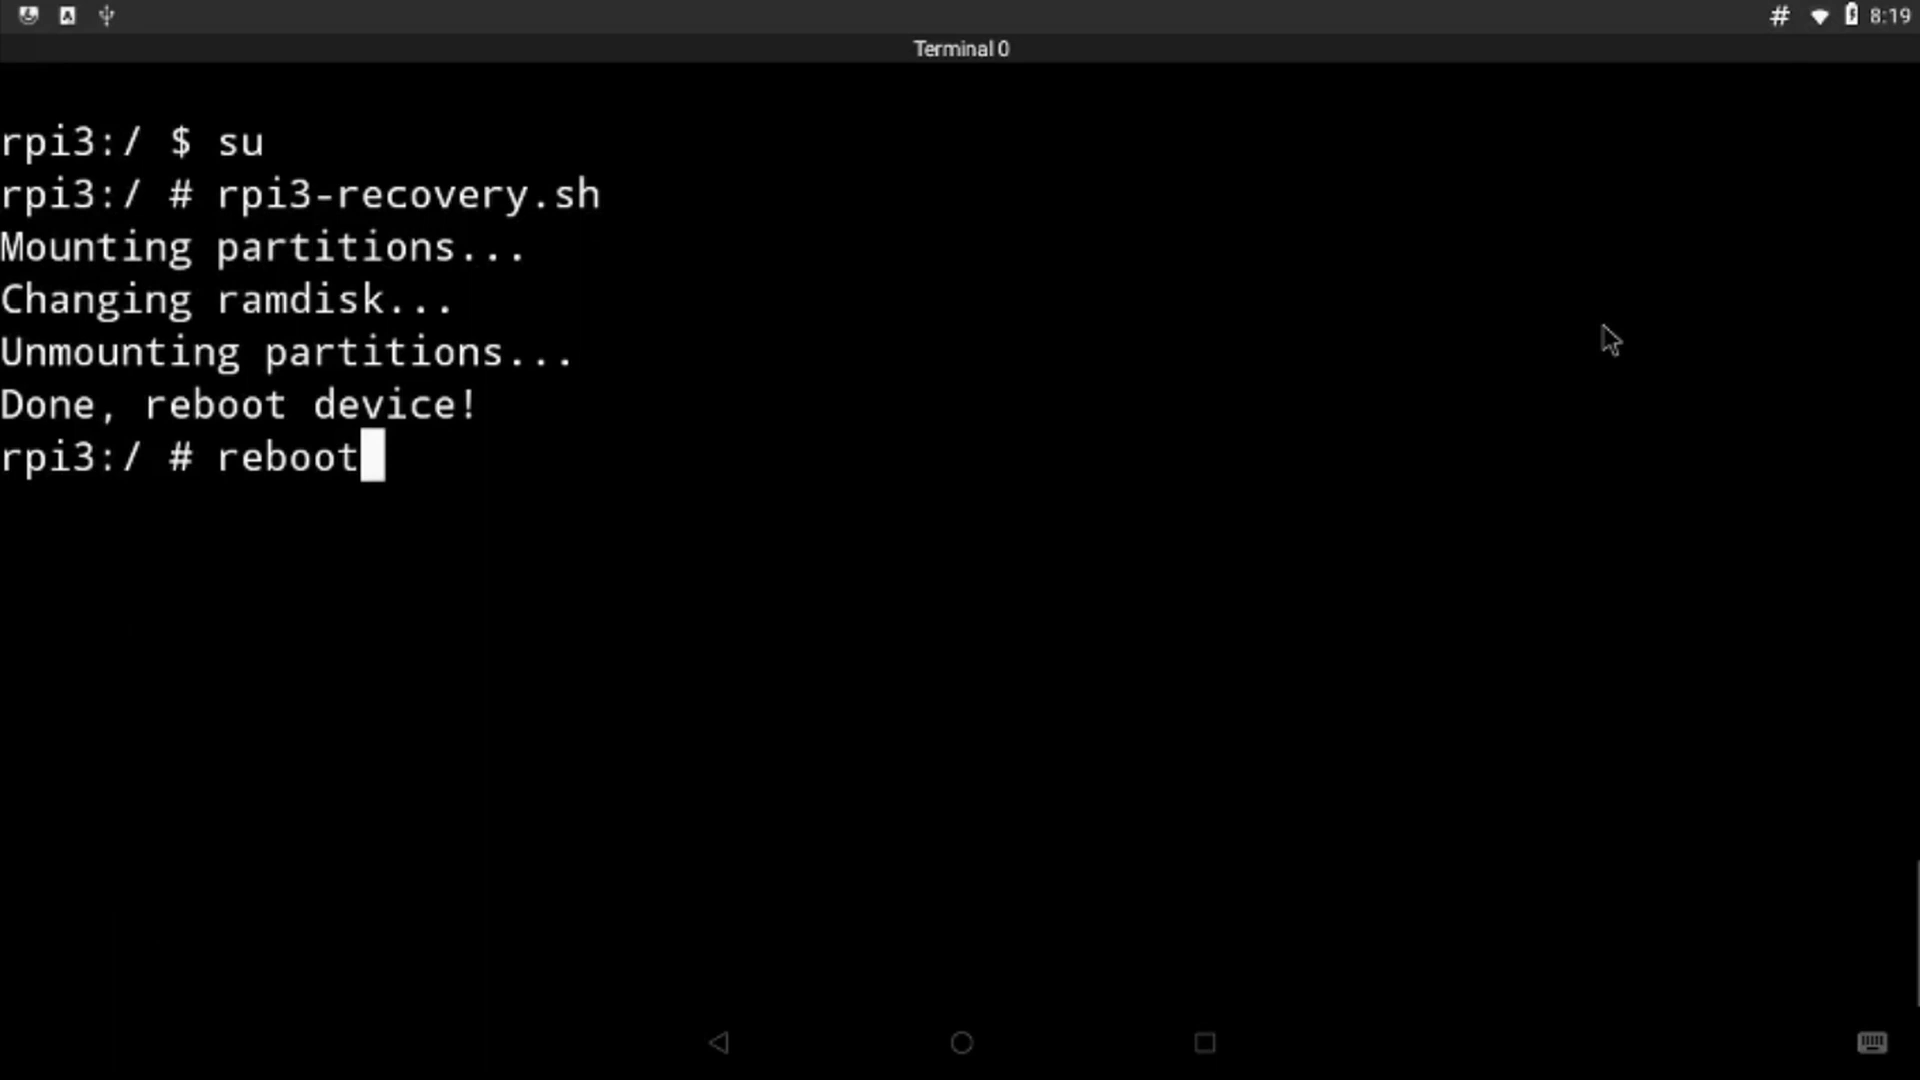 # 8:19
Terminal 0
rpi3:/ $ su
rpi3:/ # rpi3-recovery.sh
Mounting partitions...
Changing ramdisk...
Unmounting partitions...
Done, reboot device!
rpi3:/ # reboot